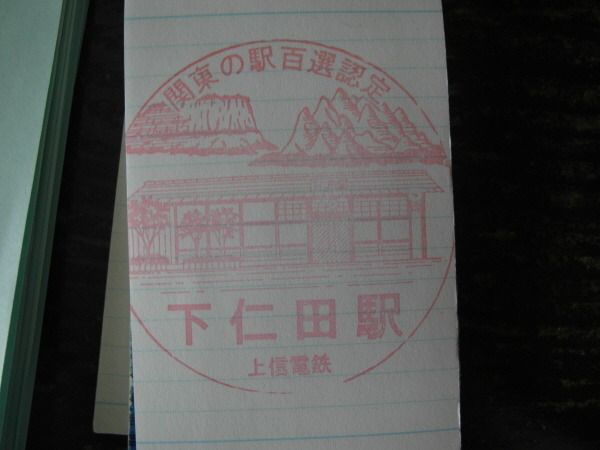 関東の駅百選認定
下仁田駅
上信電鉄